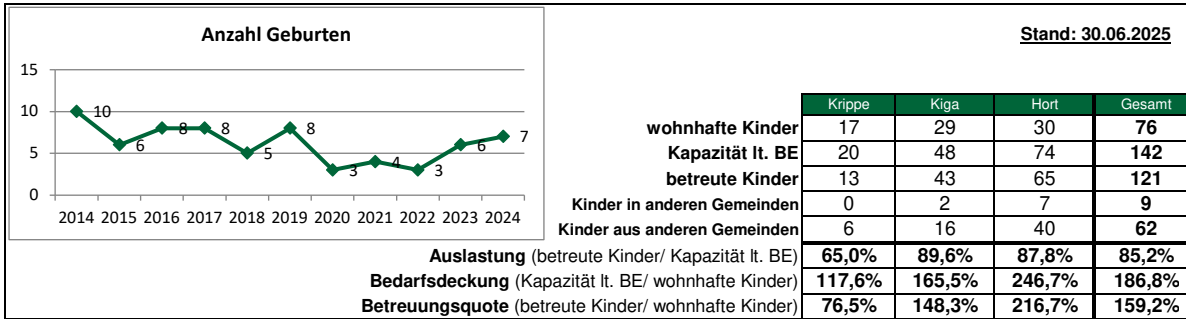 Anzahl Geburten
Stand: 30.06.2025
15
10
5
0
10
6
8
8
5
8
3
4
3
6
7
2014 2015 2016 2017 2018 2019 2020 2021 2022 2023 2024
Krippe Kiga Hort Gesamt
wohnhafte Kinder 17 29 30 76
Kapazität lt. BE 20 48 74 142
betreute Kinder 13 43 65 121
Kinder in anderen Gemeinden 0 2 7 9
Kinder aus anderen Gemeinden 6 16 40 62
Auslastung (betreute Kinder/ Kapazität lt. BE) 65,0% 89,6% 87,8% 85,2%
Bedarfsdeckung (Kapazität lt. BE/ wohnhafte Kinder) 117,6% 165,5% 246,7% 186,8%
Betreuungsquote (betreute Kinder/ wohnhafte Kinder) 76,5% 148,3% 216,7% 159,2%